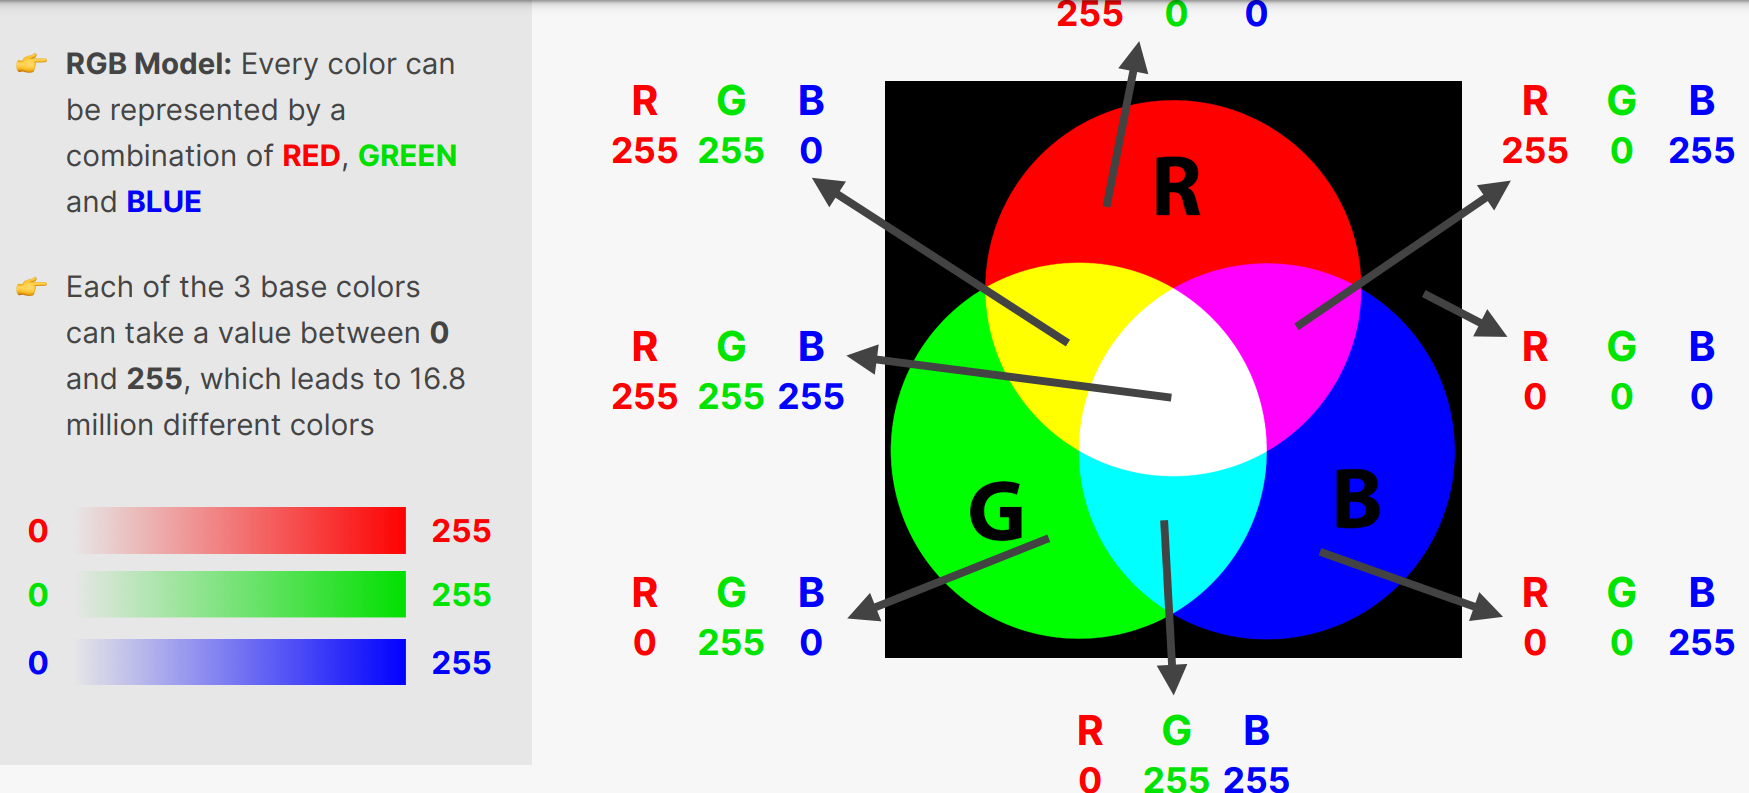 RGB Model: Every color can
be represented by a
combination of RED, GREEN
and BLUE
Each of the 3 base colors
can take a value between 0
and 255, which leads to 16.8
million different colors
0 255
0 255
0 255
255 0 0
R G B
255 255 0
R G B
255 0 255
R
R G B
255 255 255
R G B
0 0 0
G
B
R G B
0 255 0
R G B
0 0 255
R G B
0 255 255